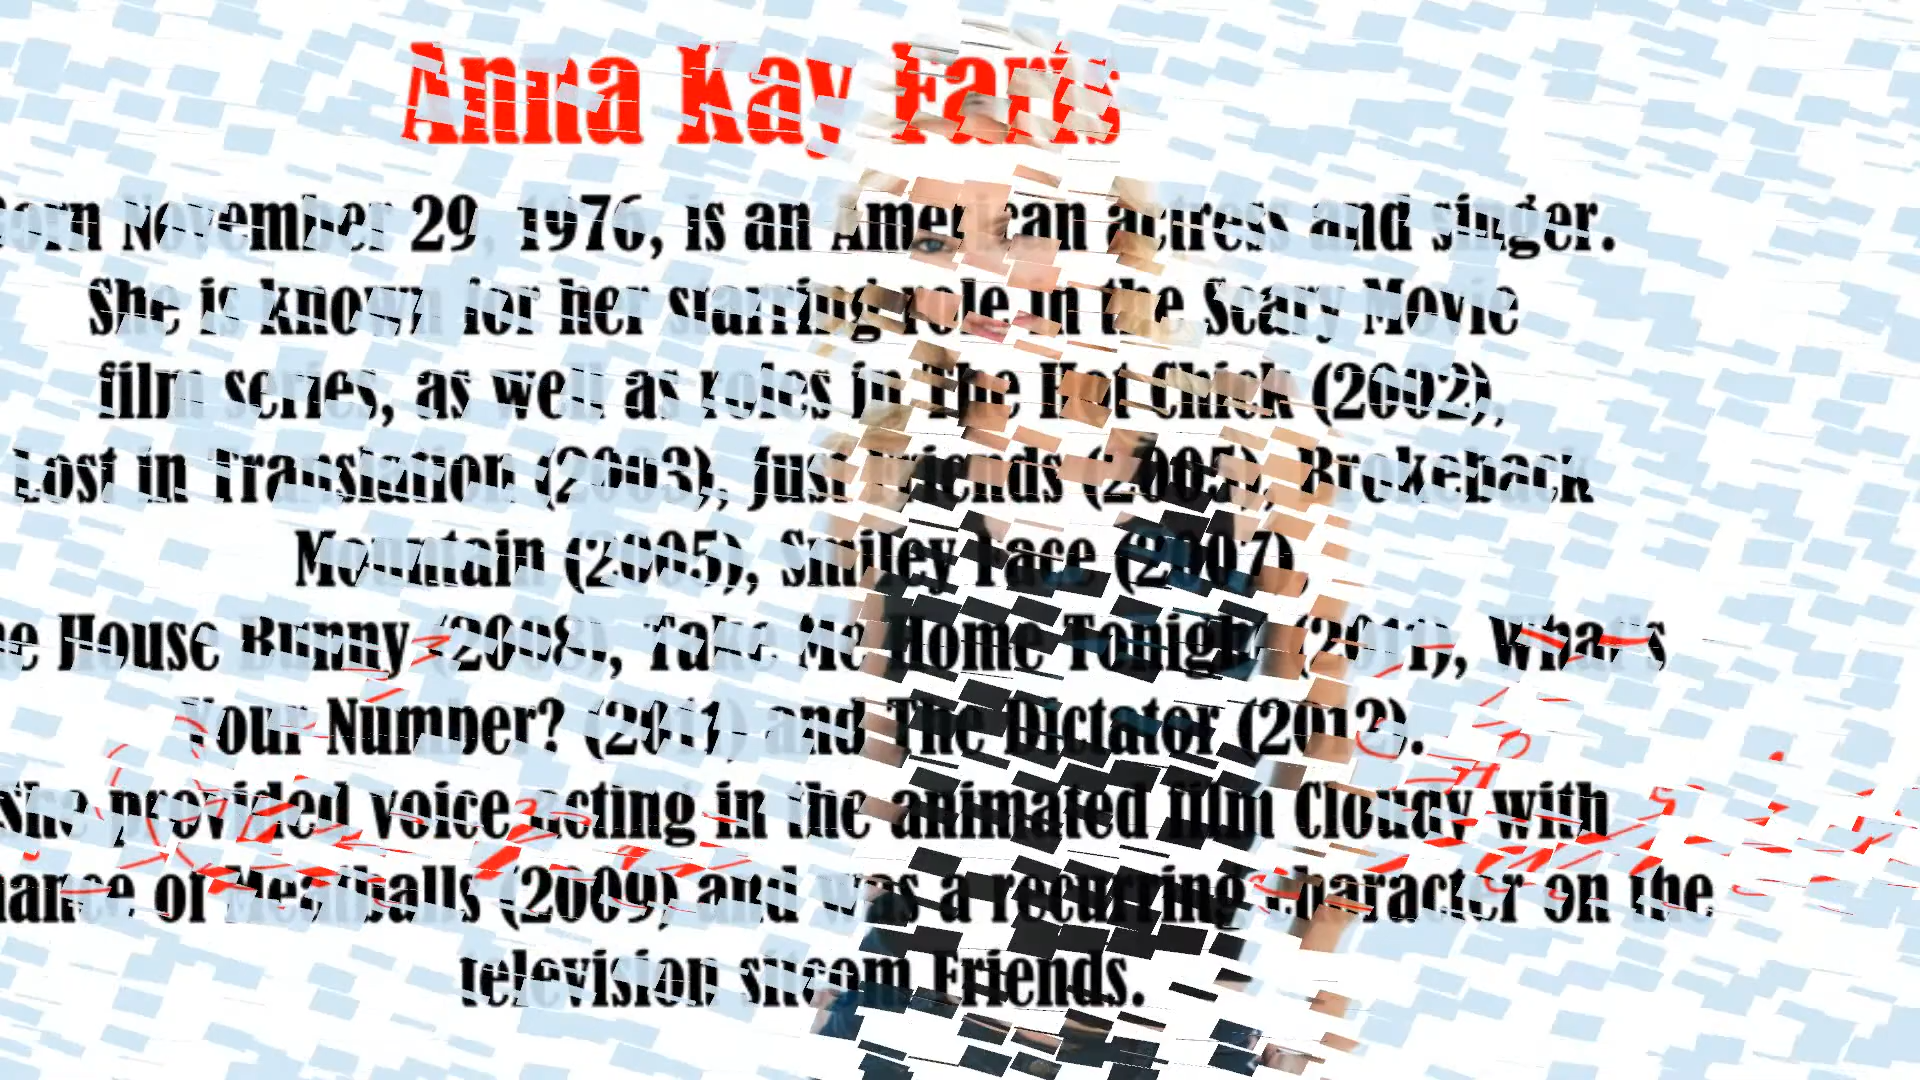 Anna Kay Faris
Born November 29, 1976, is an American actress and singer.
She is known for her starring role in the Scary Movie
film series, as well as roles in The Hot Chick (2002),
Lost in Translation (2003), Just Friends (2005), Brokeback
Mountain (2005), Smiley Face (2007),
he House Bunny (2008), Take Me Home Tonight (2011), What's
Your Number? (2011) and The Dictator (2012).
She provided voice acting in the animated film Cloudy with
hance of Meatballs (2009) and was a recurring character on the
television sitcom Friends.